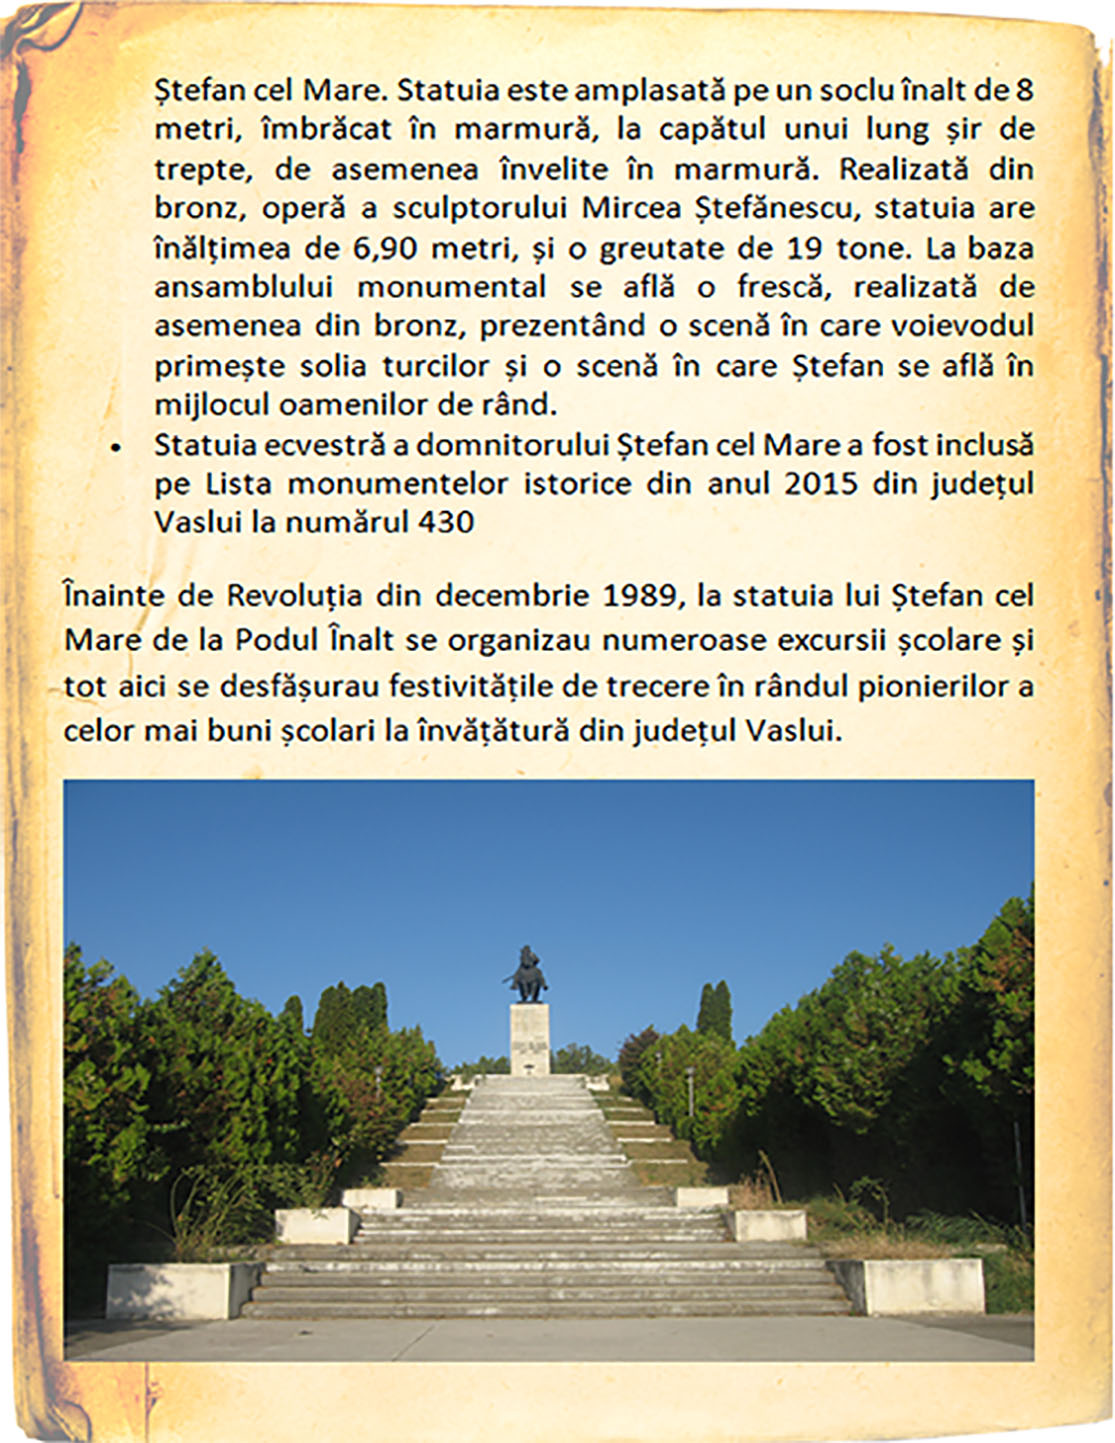 Ștefan cel Mare. Statuia este amplasată pe un soclu înalt de 8
metri, îmbrăcat în marmură, la capătul unui lung șir de
trepte, de asemenea învelite în marmură. Realizată din
bronz, operă a sculptorului Mircea Ștefănescu, statuia are
înălțimea de 6,90 metri, și o greutate de 19 tone. La baza
ansamblului monumental se află o frescă, realizată de
asemenea din bronz, prezentând o scenă în care voievodul
primește solia turcilor și o scenă în care Ștefan se află în
mijlocul oamenilor de rând.
• Statuia ecvestră a domnitorului Ștefan cel Mare a fost inclusă
pe Lista monumentelor istorice din anul 2015 din județul
Vaslui la numărul 430
Înainte de Revoluția din decembrie 1989, la statuia lui Ștefan cel
Mare de la Podul Înalt se organizau numeroase excursii școlare și
tot aici se desfășurau festivitățile de trecere în rândul pionierilor a
celor mai buni școlari la învățătură din județul Vaslui.